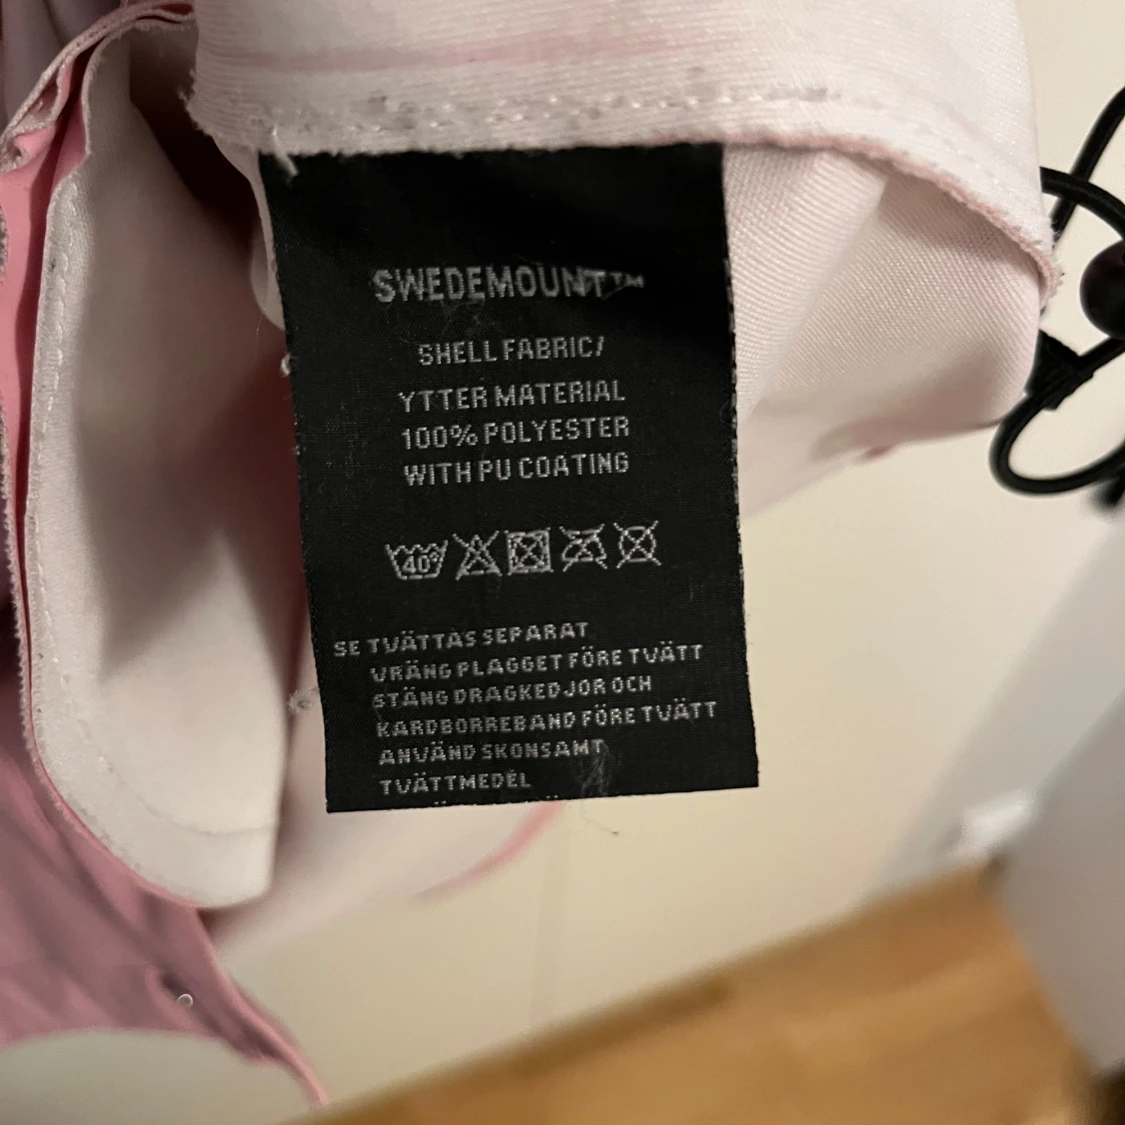 SWEDEMOUNT™
SHELL FABRIC/
YTTER MATERIAL
100% POLYESTER
WITH PU COATING
40°
SE TVÄTTAS SEPARAT
VRÄNG PLAGGET FÖRE TVÄTT
STÄNG DRAGKEDJOR OCH
KARDBORREBAND FÖRE TVÄTT
ANVÄND SKONSAMT
TVÄTTMEDEL